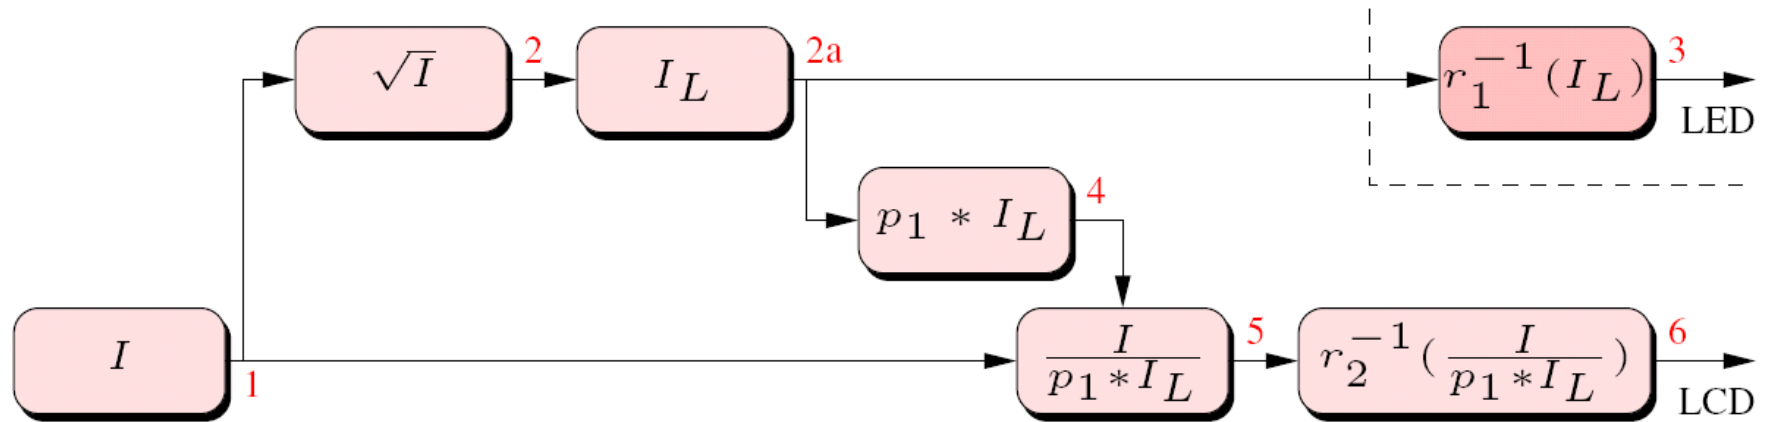 √I
2
I_L
2a
r_1^{-1}(I_L)
3
LED
p_1 * I_L
4
I
1
I / p_1*I_L
5
r_2^{-1}(I / p_1*I_L)
6
LCD